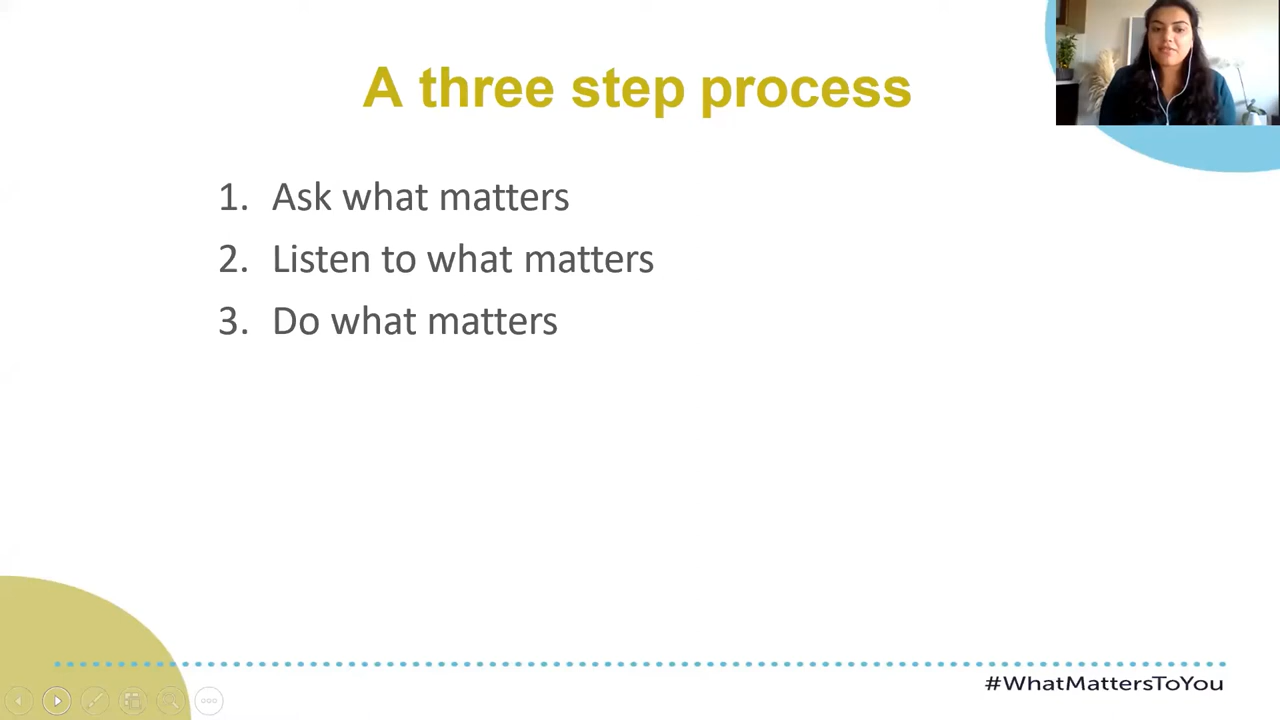 A three step process
1. Ask what matters
2. Listen to what matters
3. Do what matters
#WhatMattersToYou